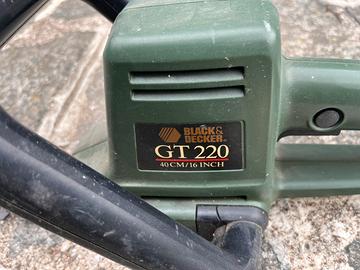 BLACK&
DECKER
GT 220
40 CM/16 INCH